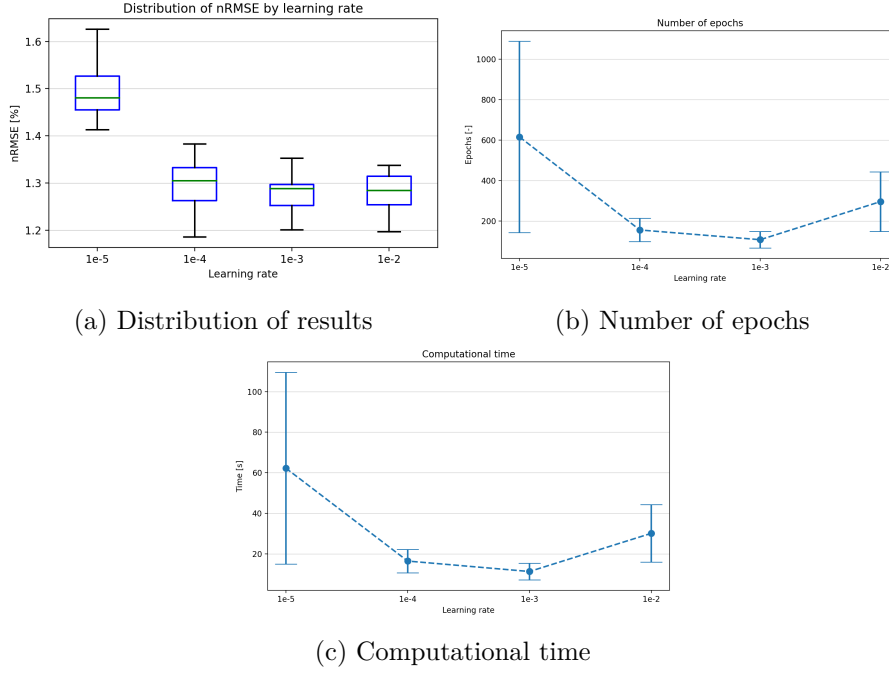 Distribution of nRMSE by learning rate
1.6
1.5
1.4
1.3
1.2
nRMSE [%]
1e-5
1e-4
1e-3
1e-2
Learning rate
(a) Distribution of results
Number of epochs
1000
800
600
400
200
Epochs [-]
1e-5
1e-4
1e-3
1e-2
Learning rate
(b) Number of epochs
Computational time
100
80
60
40
20
Time [s]
1e-5
1e-4
1e-3
1e-2
Learning rate
(c) Computational time